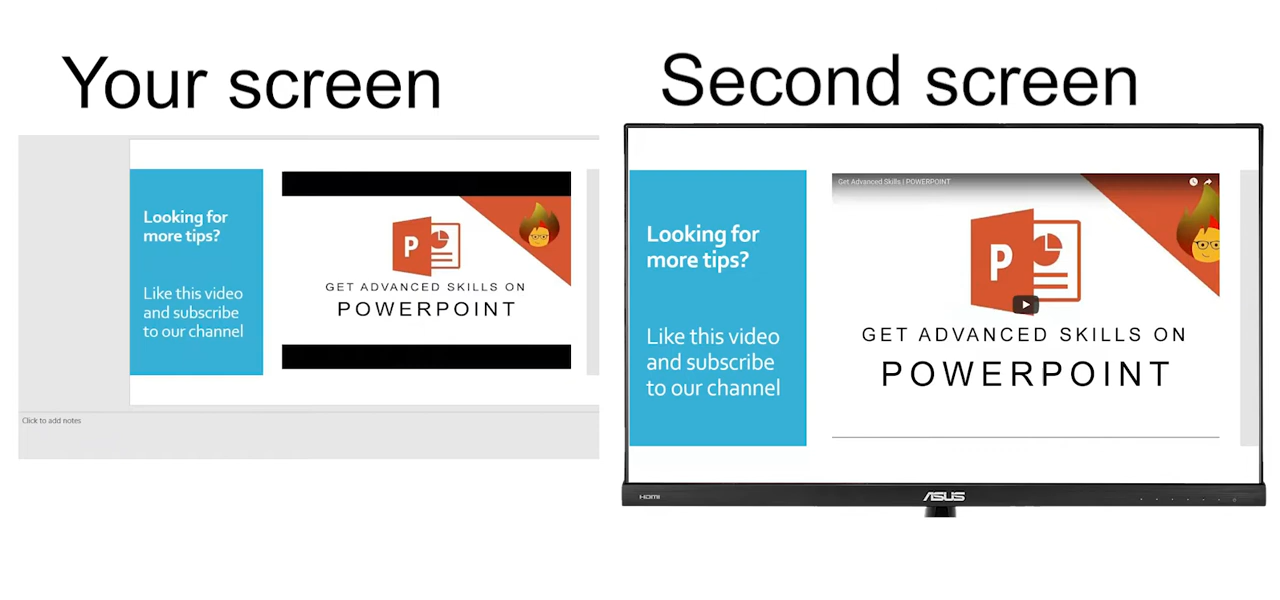 Your screen
Second screen
Looking for
more tips?
Like this video
and subscribe
to our channel
P
GET ADVANCED SKILLS ON
POWERPOINT
Click to add notes
Get Advanced Skills | POWERPOINT
Looking for
more tips?
Like this video
and subscribe
to our channel
P
GET ADVANCED SKILLS ON
POWERPOINT
HDMI
ASUS